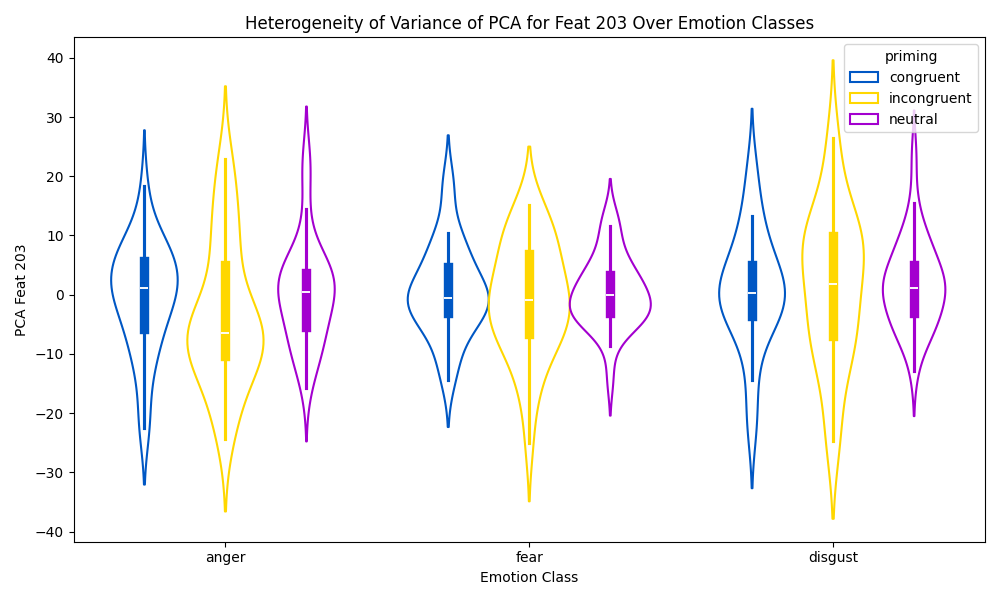 Heterogeneity of Variance of PCA for Feat 203 Over Emotion Classes
priming
congruent
incongruent
neutral
PCA Feat 203
40
30
20
10
0
−10
−20
−30
−40
anger
fear
disgust
Emotion Class